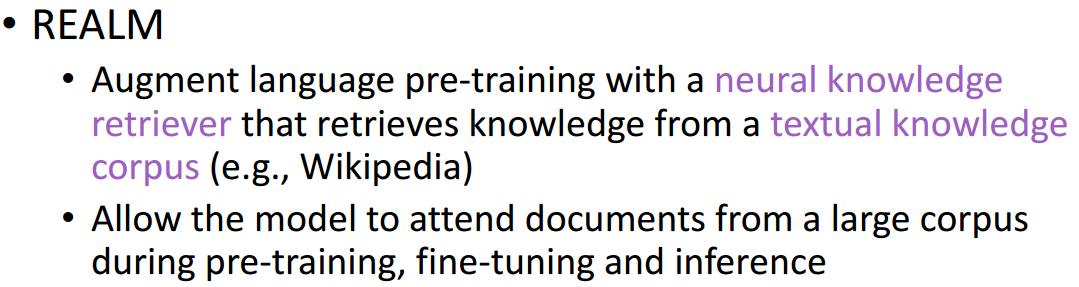 • REALM
• Augment language pre-training with a neural knowledge
retriever that retrieves knowledge from a textual knowledge
corpus (e.g., Wikipedia)
• Allow the model to attend documents from a large corpus
during pre-training, fine-tuning and inference